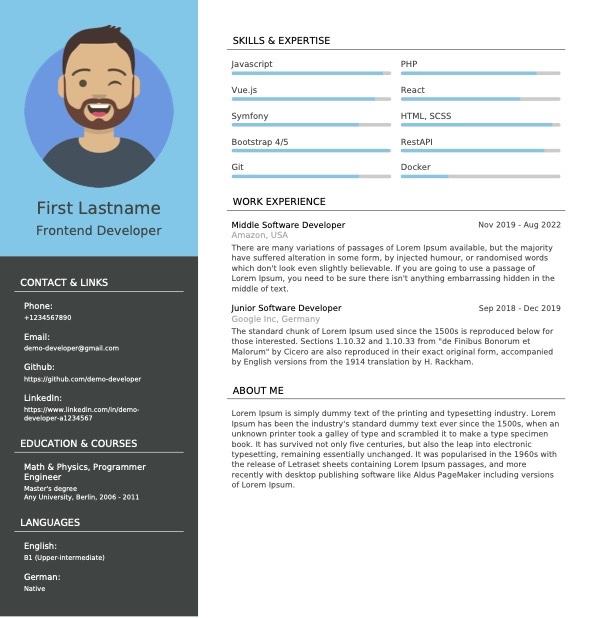 First Lastname
Frontend Developer
CONTACT & LINKS
Phone:
+1234567890
Email:
demo-developer@gmail.com
Github:
https://github.com/demo-developer
LinkedIn:
https://www.linkedin.com/in/demo-
developer-a1234567
EDUCATION & COURSES
Math & Physics, Programmer
Engineer
Master's degree
Any University, Berlin, 2006 - 2011
LANGUAGES
English:
B1 (Upper-intermediate)
German:
Native
SKILLS & EXPERTISE
Javascript
PHP
Vue.js
React
Symfony
HTML, SCSS
Bootstrap 4/5
RestAPI
Git
Docker
WORK EXPERIENCE
Middle Software Developer
Nov 2019 - Aug 2022
Amazon, USA
There are many variations of passages of Lorem Ipsum available, but the majority
have suffered alteration in some form, by injected humour, or randomised words
which don't look even slightly believable. If you are going to use a passage of
Lorem Ipsum, you need to be sure there isn't anything embarrassing hidden in the
middle of text.
Junior Software Developer
Sep 2018 - Dec 2019
Google Inc, Germany
The standard chunk of Lorem Ipsum used since the 1500s is reproduced below for
those interested. Sections 1.10.32 and 1.10.33 from "de Finibus Bonorum et
Malorum" by Cicero are also reproduced in their exact original form, accompanied
by English versions from the 1914 translation by H. Rackham.
ABOUT ME
Lorem Ipsum is simply dummy text of the printing and typesetting industry. Lorem
Ipsum has been the industry's standard dummy text ever since the 1500s, when an
unknown printer took a galley of type and scrambled it to make a type specimen
book. It has survived not only five centuries, but also the leap into electronic
typesetting, remaining essentially unchanged. It was popularised in the 1960s with
the release of Letraset sheets containing Lorem Ipsum passages, and more
recently with desktop publishing software like Aldus PageMaker including versions
of Lorem Ipsum.